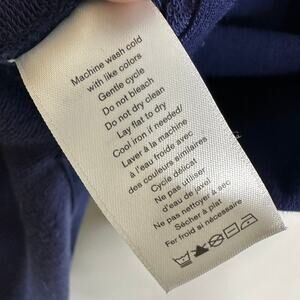 Machine wash cold
with like colors
Gentle cycle
Do not bleach
Do not dry clean
Lay flat to dry
Cool iron if needed/
Laver à la machine
à l'eau froide avec
des couleurs similaires
Cycle délicat
Ne pas utiliser
d'eau de javel
Ne pas nettoyer à sec
Sécher à plat
Fer froid si nécessaire